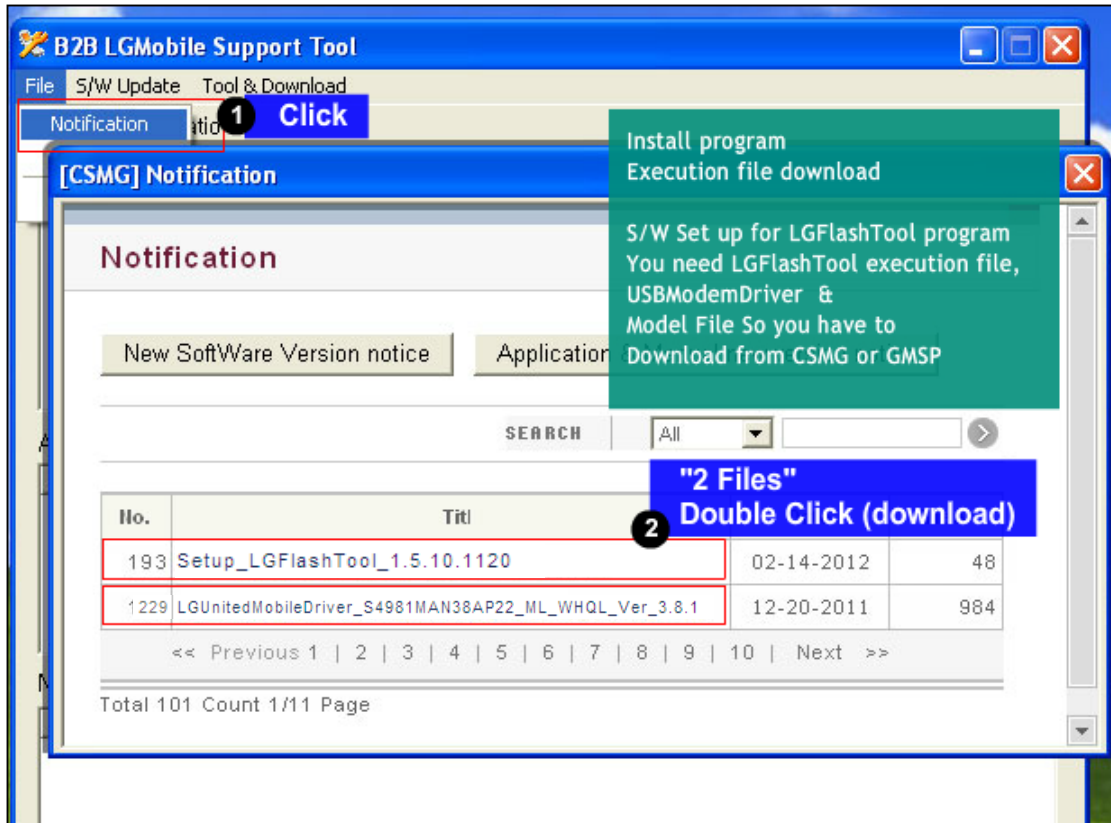 B2B LGMobile Support Tool
File S/W Update Tool & Download
Notification
1 Click
[CSMG] Notification
Install program
Execution file download
S/W Set up for LGFlashTool program
You need LGFlashTool execution file,
USBModemDriver &
Model File So you have to
Download from CSMG or GMSP
Notification
New SoftWare Version notice
Application
SEARCH All
"2 Files"
Double Click (download)
2
No. Titl
193 Setup_LGFlashTool_1.5.10.1120 02-14-2012 48
1229 LGUnitedMobileDriver_S4981MAN38AP22_ML_WHQL_Ver_3.8.1 12-20-2011 984
<< Previous 1 | 2 | 3 | 4 | 5 | 6 | 7 | 8 | 9 | 10 | Next >>
Total 101 Count 1/11 Page